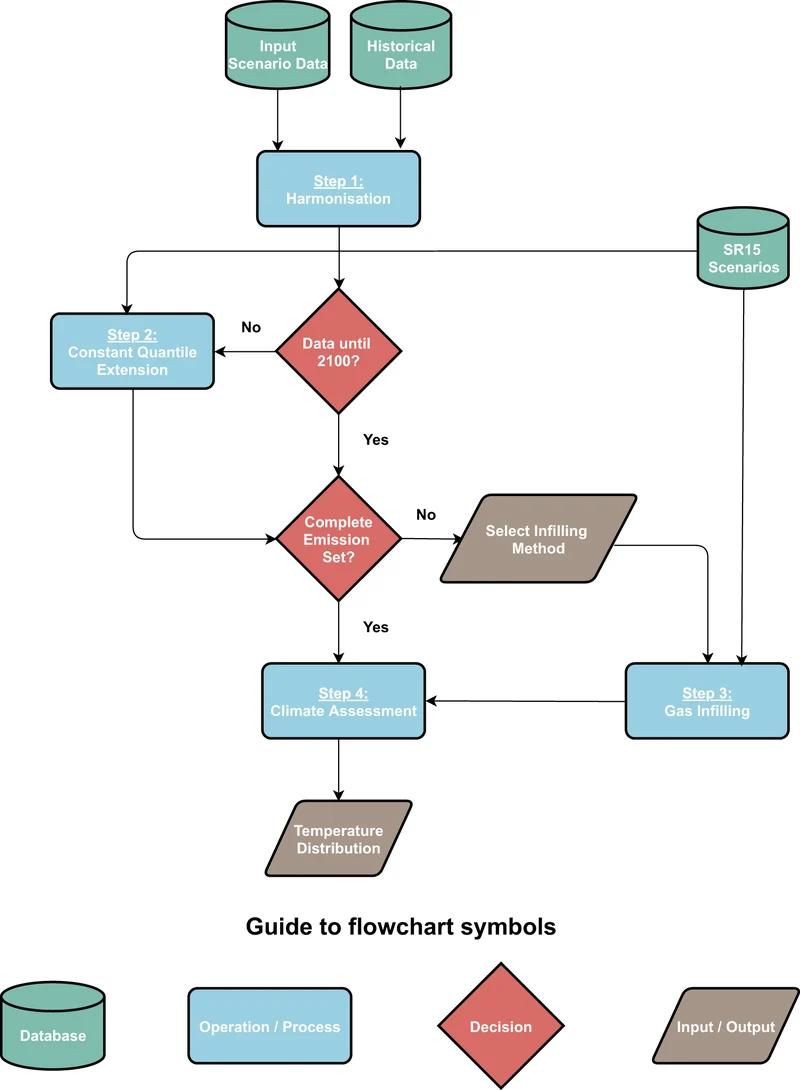 Input
Scenario Data
Historical
Data
Step 1:
Harmonisation
SR15
Scenarios
Step 2:
Constant Quantile
Extension
No
Data until
2100?
Yes
Complete
Emission
Set?
No
Select Infilling
Method
Yes
Step 4:
Climate Assessment
Step 3:
Gas Infilling
Temperature
Distribution
Guide to flowchart symbols
Database
Operation / Process
Decision
Input / Output